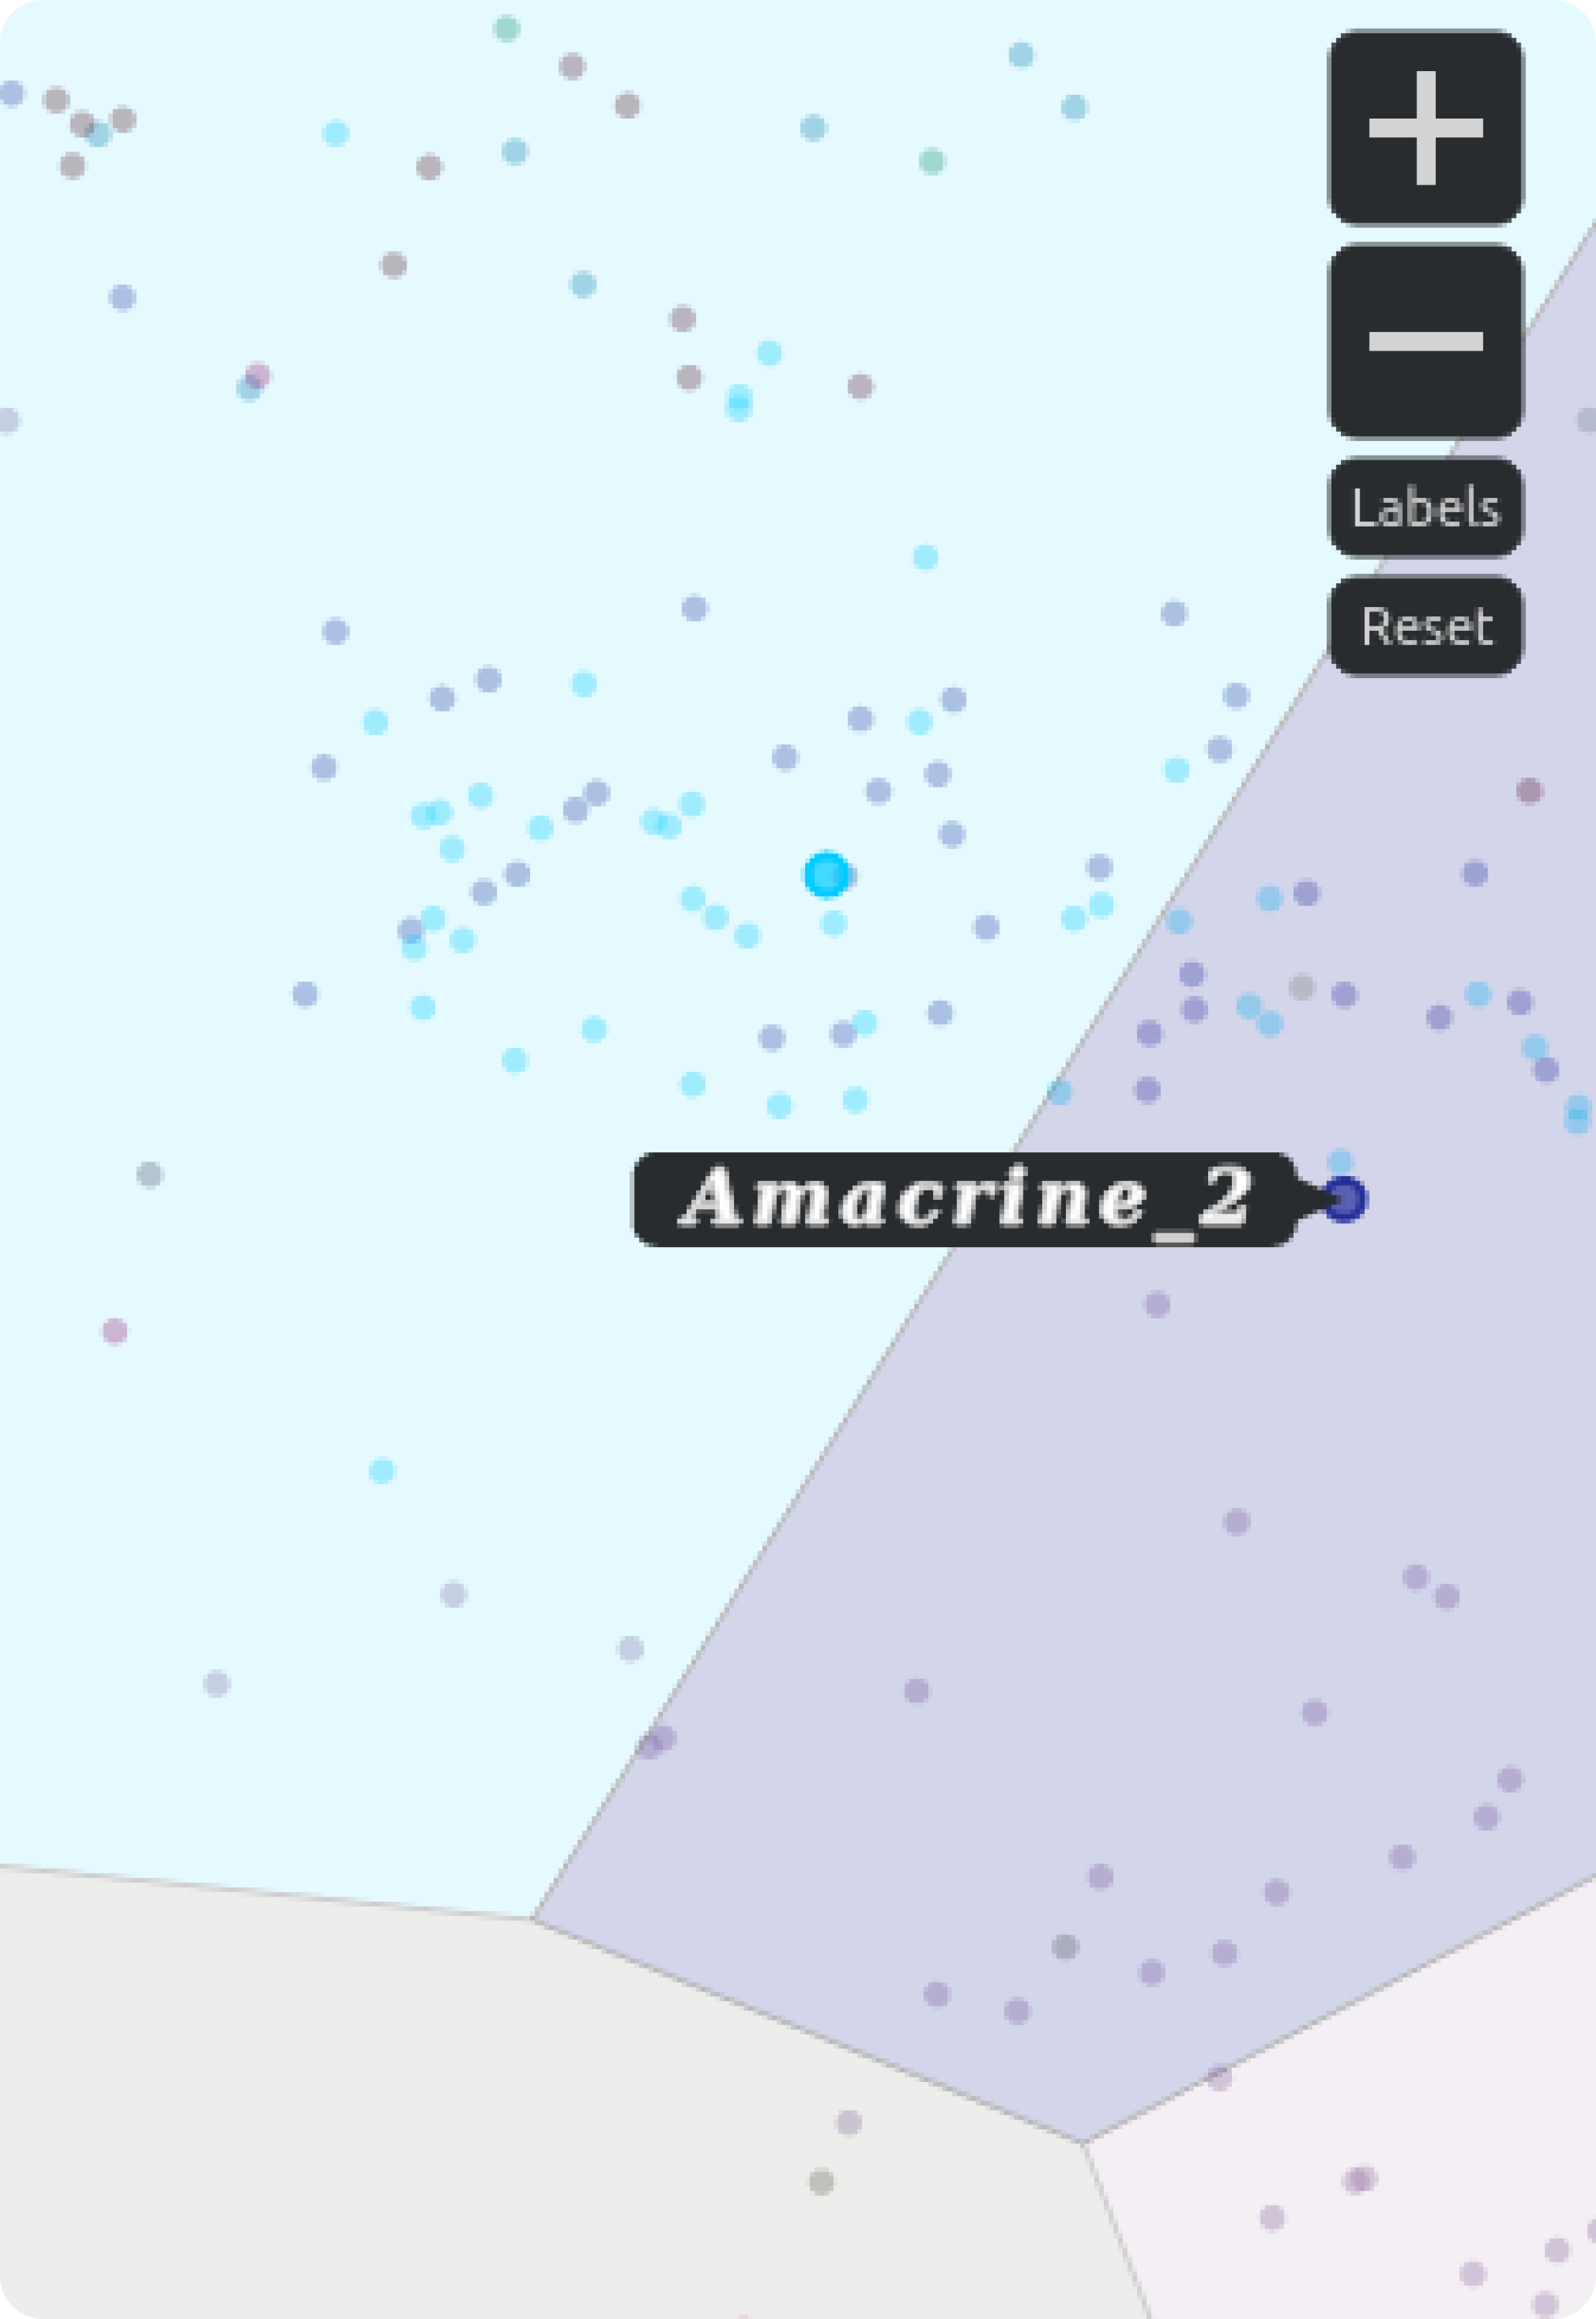 +
−
Labels
Reset
Amacrine_2